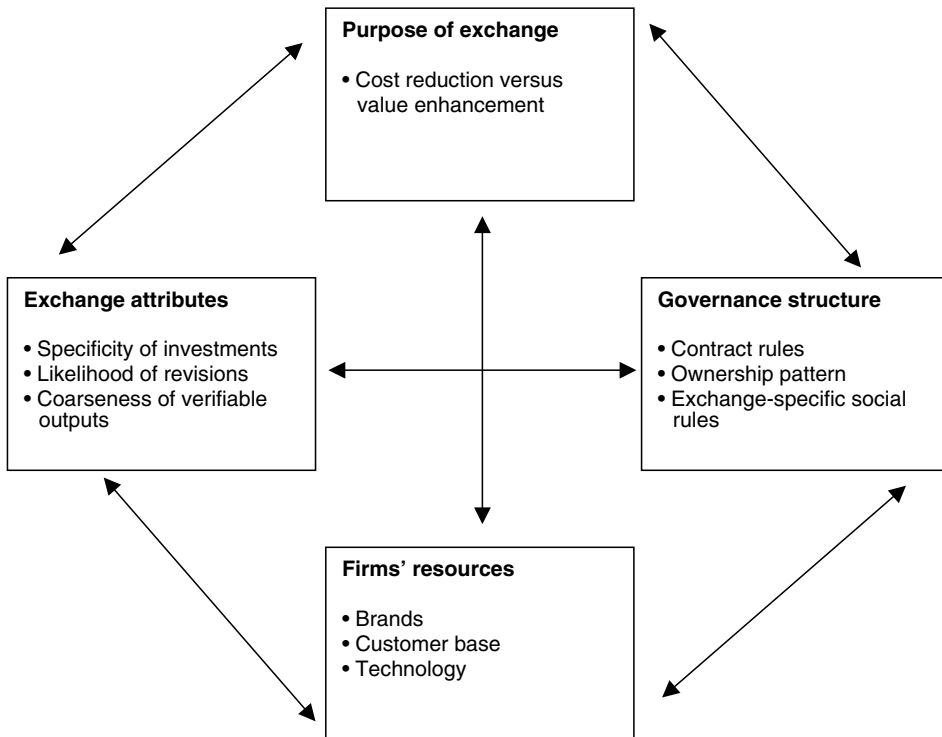 Purpose of exchange
• Cost reduction versus
value enhancement
Exchange attributes
• Specificity of investments
• Likelihood of revisions
• Coarseness of verifiable
outputs
Governance structure
• Contract rules
• Ownership pattern
• Exchange-specific social
rules
Firms’ resources
• Brands
• Customer base
• Technology